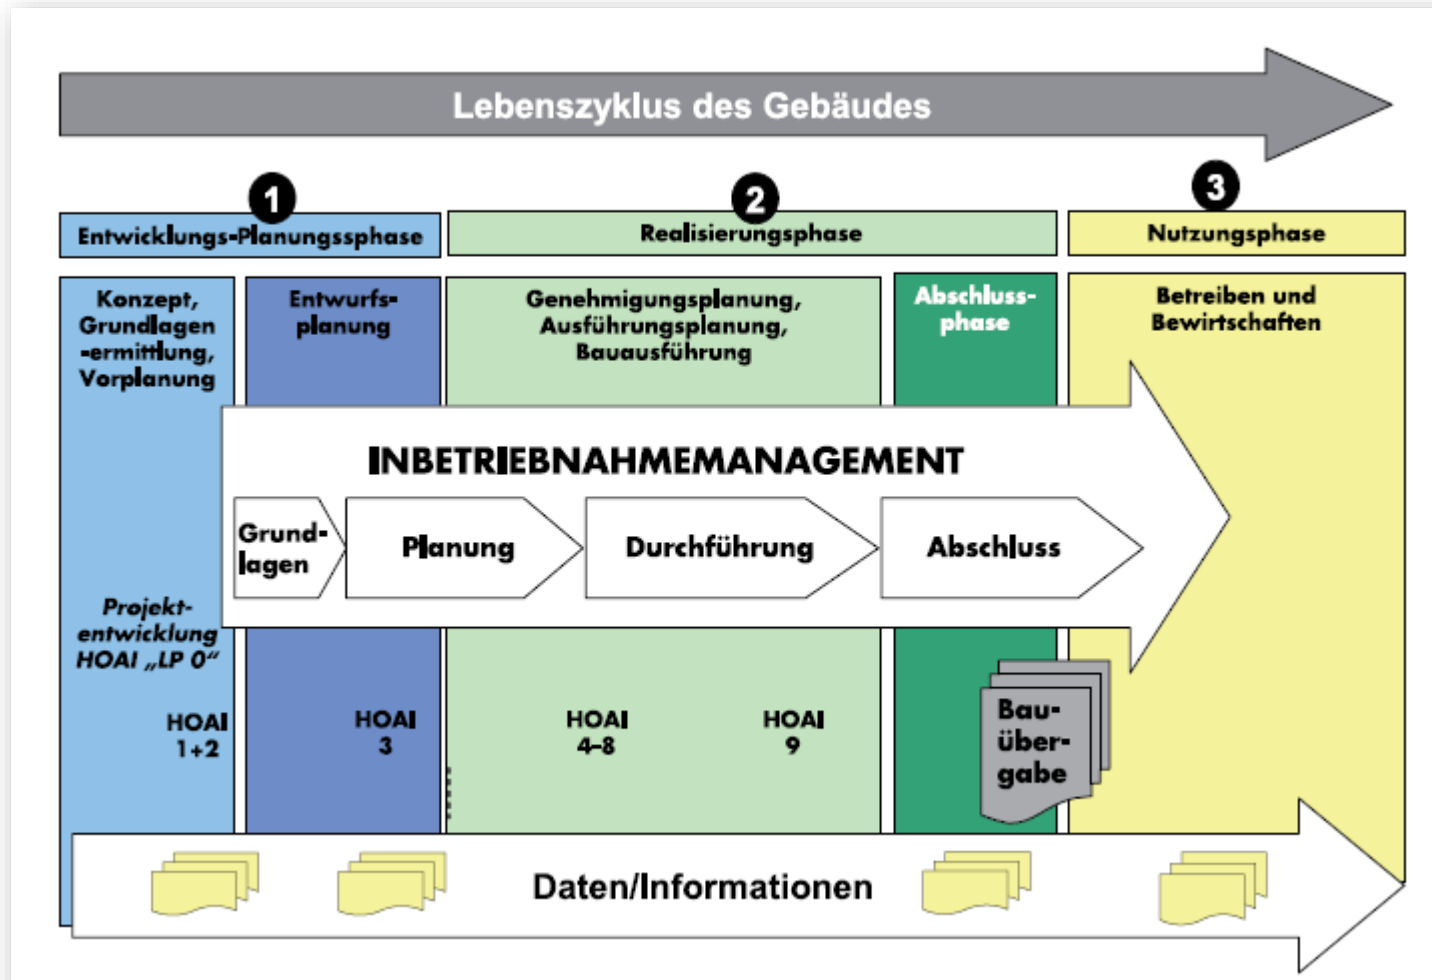 Lebenszyklus des Gebäudes
1
2
3
Entwicklungs-Planungssphase
Realisierungsphase
Nutzungsphase
Konzept,
Grundlagen
-ermittlung,
Vorplanung
Entwurfs-
planung
Genehmigungsplanung,
Ausführungsplanung,
Bauausführung
Abschluss-
phase
Betreiben und
Bewirtschaften
INBETRIEBNAHMEMANAGEMENT
Grund-
lagen
Planung
Durchführung
Abschluss
Projekt-
entwicklung
HOAI „LP 0“
HOAI
1+2
HOAI
3
HOAI
4–8
HOAI
9
Bau-
über-
gabe
Daten/Informationen